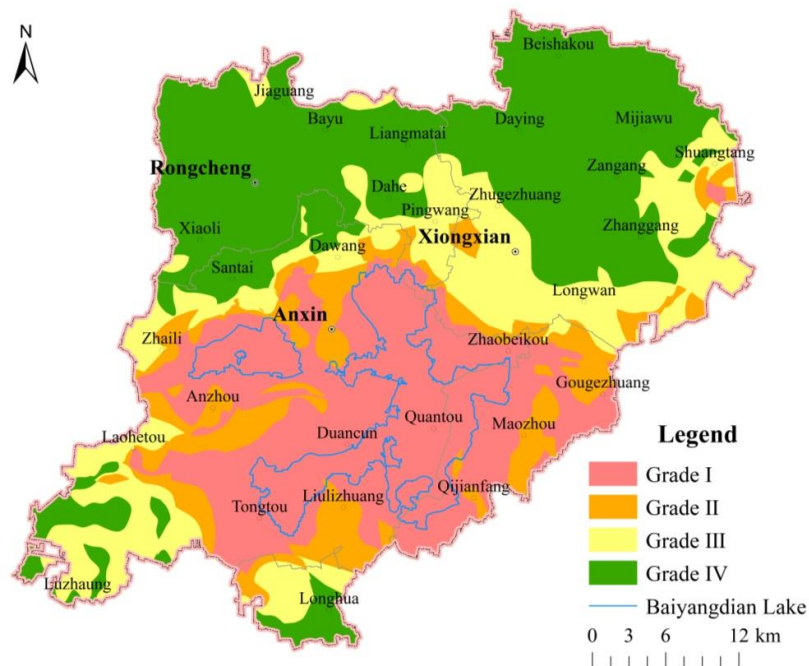 N
Beishakou
Jiaguang
Bayu
Liangmatai
Daying
Mijiawu
Shuangtang
Rongcheng
Zangang
Dahe
Zhugezhuang
Pingwang
Xiaoli
Xiongxian
Zhanggang
Dawang
Santai
Longwan
Anxin
Zhaili
Zhaobeikou
Gougezhuang
Anzhou
Quantou
Maozhou
Laohetou
Duancun
Legend
Grade I
Qijianfang
Liulizhuang
Tongtou
Grade II
Grade III
Grade IV
Luzhaung
Longhua
Baiyangdian Lake
0 3 6 12 km